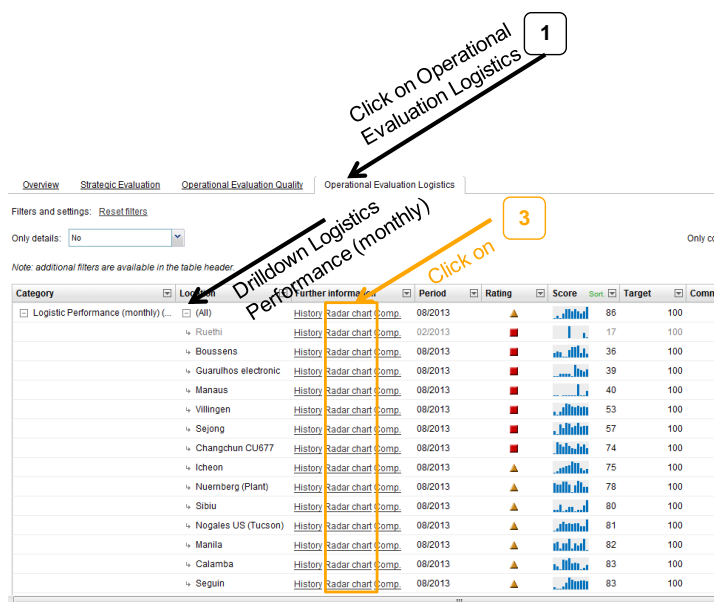 1
Click on Operational
Evaluation Logistics
Overview Strategic Evaluation Operational Evaluation Quality Operational Evaluation Logistics
Filters and settings: Reset filters
3
Drilldown Logistics
Performance (monthly)
Click on
Only details: No Only co
Note: additional filters are available in the table header.
Category Location Further information Period Rating Score Sort Target Comm
Logistic Performance (monthly) (... (All) History Radar chart Comp. 08/2013 86 100
Ruethi History Radar chart Comp. 02/2013 17 100
Boussens History Radar chart Comp. 08/2013 36 100
Guarulhos electronic History Radar chart Comp. 08/2013 39 100
Manaus History Radar chart Comp. 08/2013 40 100
Villingen History Radar chart Comp. 08/2013 53 100
Sejong History Radar chart Comp. 08/2013 57 100
Changchun CU677 History Radar chart Comp. 08/2013 74 100
Icheon History Radar chart Comp. 08/2013 75 100
Nuernberg (Plant) History Radar chart Comp. 08/2013 78 100
Sibiu History Radar chart Comp. 08/2013 80 100
Nogales US (Tucson) History Radar chart Comp. 08/2013 81 100
Manila History Radar chart Comp. 08/2013 82 100
Calamba History Radar chart Comp. 08/2013 83 100
Seguin History Radar chart Comp. 08/2013 83 100